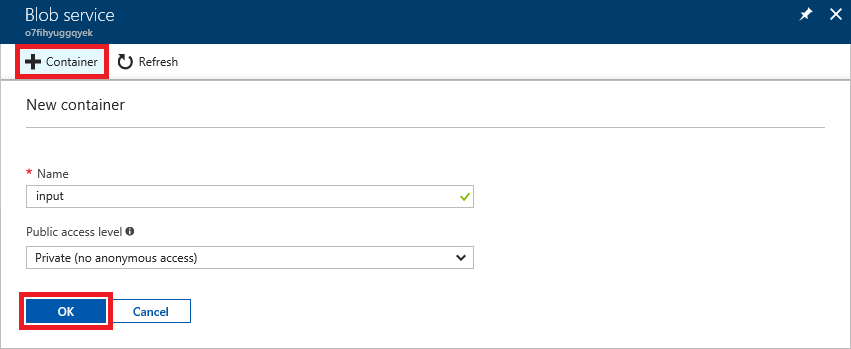 Blob service
o7fihyuggqyek
Container Refresh
New container
* Name
input
Public access level
Private (no anonymous access)
OK Cancel